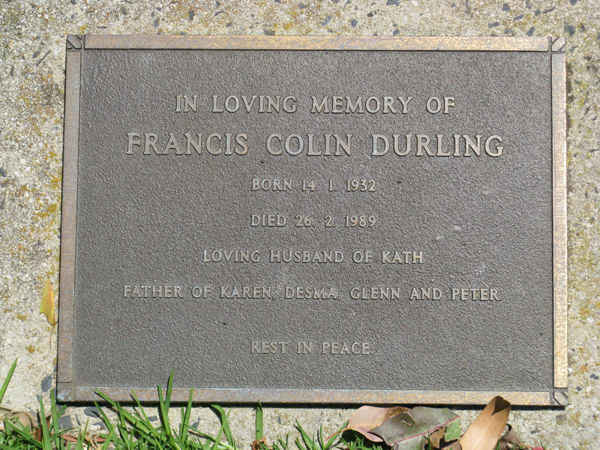 IN LOVING MEMORY OF
FRANCIS COLIN DURLING
BORN 14. 1. 1932
DIED 26. 2. 1989
LOVING HUSBAND OF KATH
FATHER OF KAREN, DESMA, GLENN AND PETER
REST IN PEACE